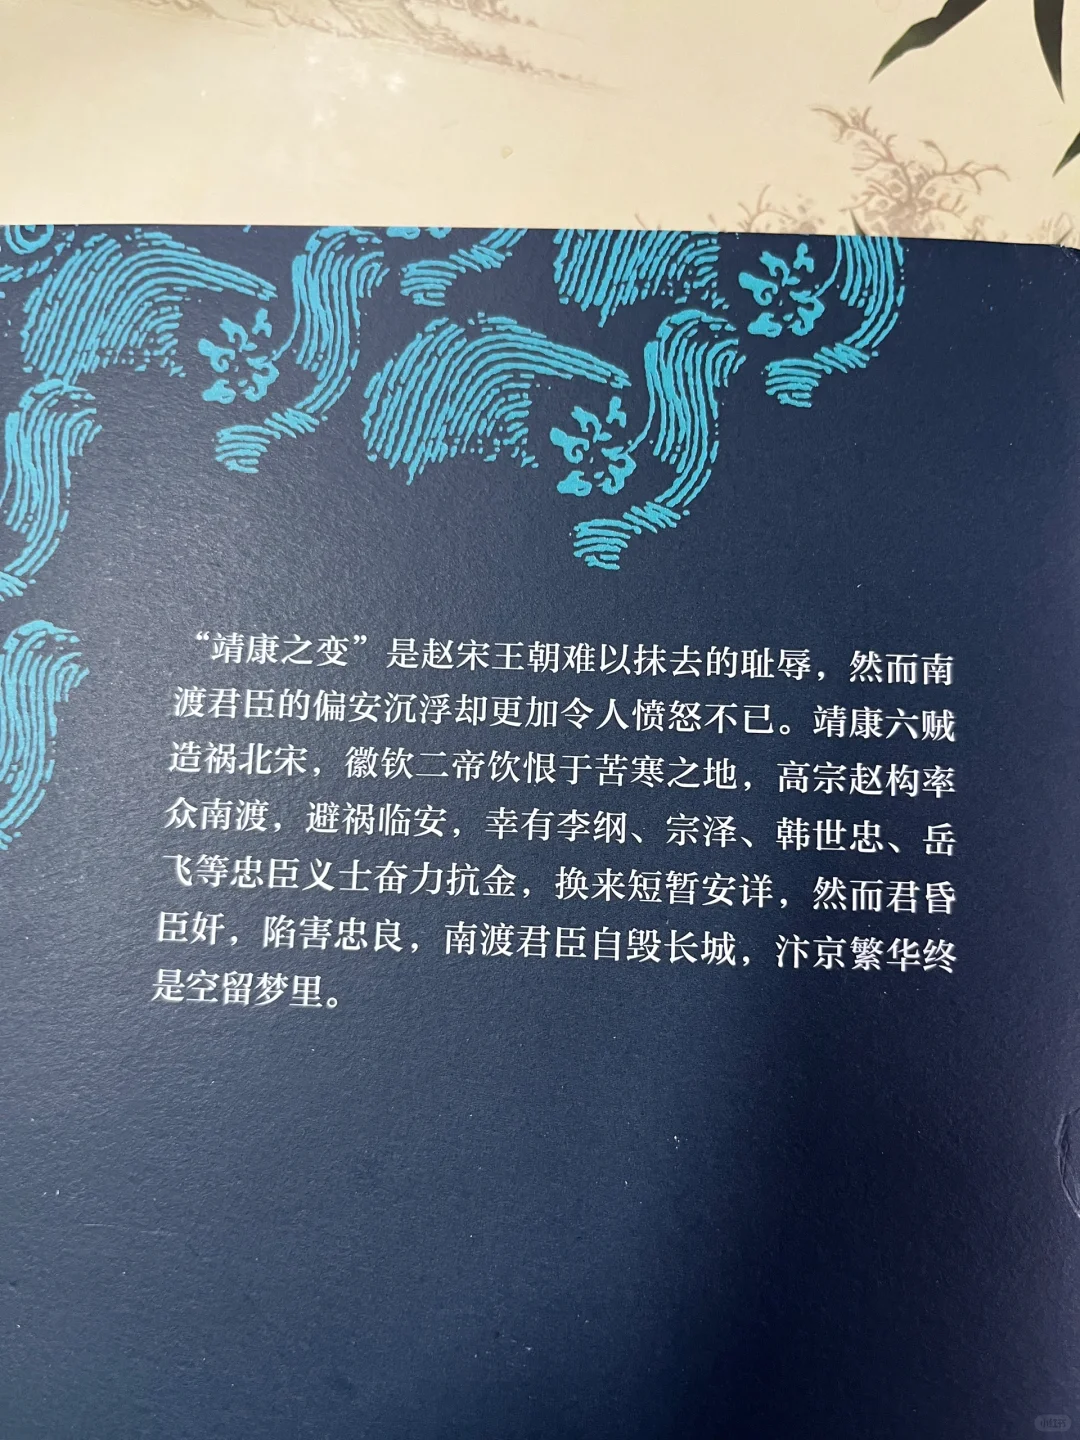 “靖康之变”是赵宋王朝难以抹去的耻辱，然而南
渡君臣的偏安沉浮却更加令人愤怒不已。靖康六贼
造祸北宋，徽钦二帝饮恨于苦寒之地，高宗赵构率
众南渡，避祸临安，幸有李纲、宗泽、韩世忠、岳
飞等忠臣义士奋力抗金，换来短暂安详，然而君昏
臣奸，陷害忠良，南渡君臣自毁长城，汴京繁华终
是空留梦里。
小红书